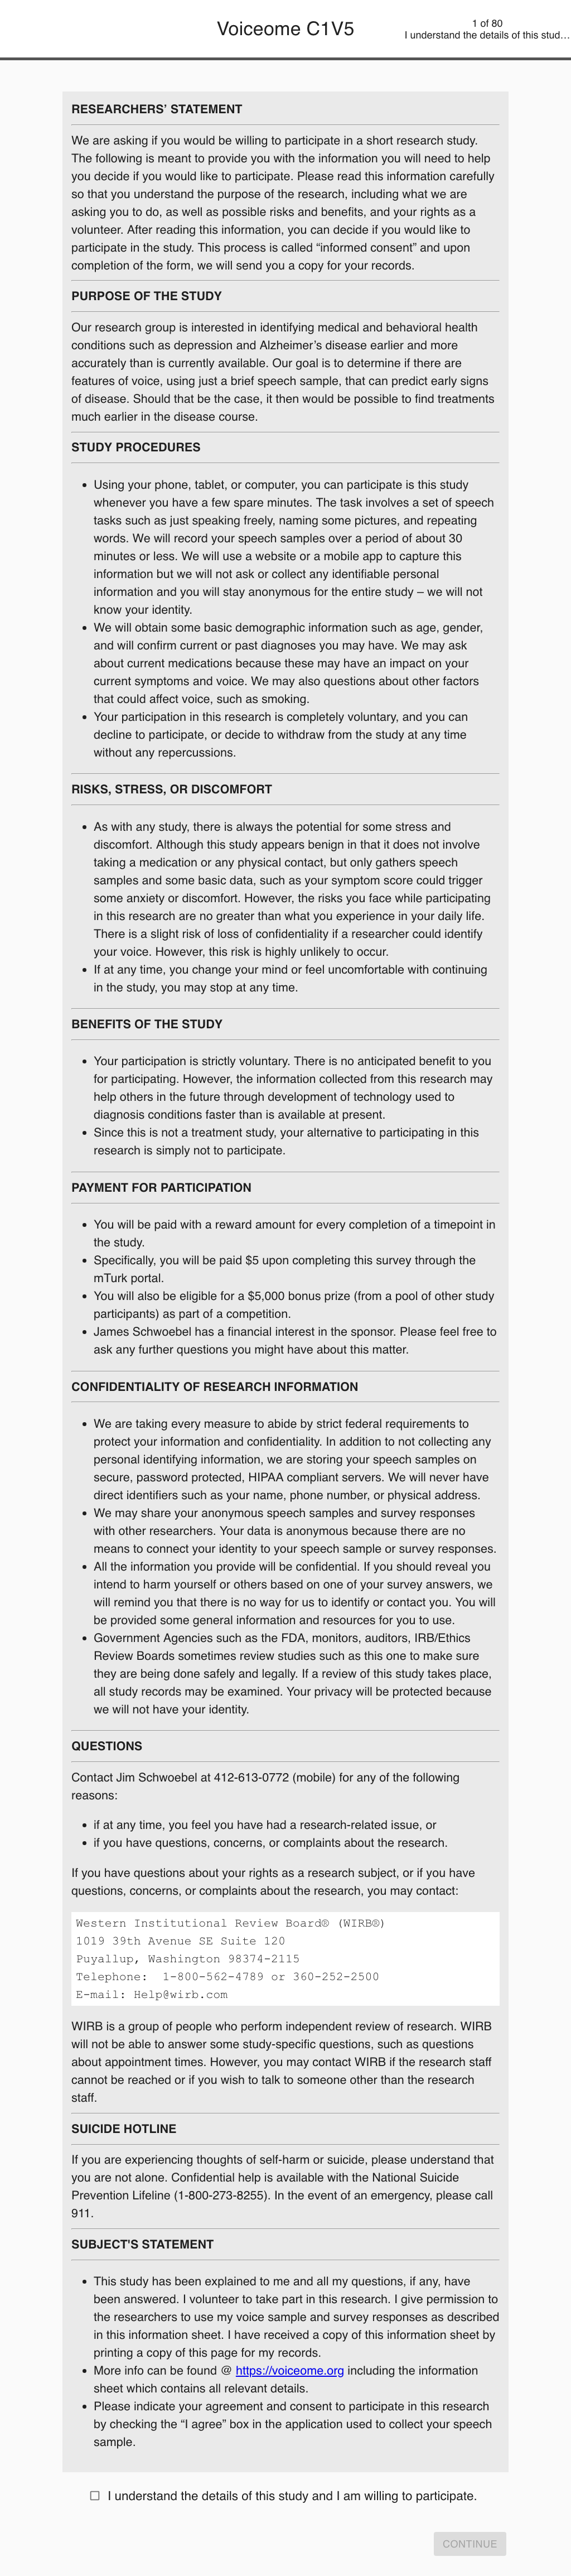 Voiceome C1V5
1 of 80
I understand the details of this stud…
RESEARCHERS’ STATEMENT
We are asking if you would be willing to participate in a short research study.
The following is meant to provide you with the information you will need to help
you decide if you would like to participate. Please read this information carefully
so that you understand the purpose of the research, including what we are
asking you to do, as well as possible risks and benefits, and your rights as a
volunteer. After reading this information, you can decide if you would like to
participate in the study. This process is called “informed consent” and upon
completion of the form, we will send you a copy for your records.
PURPOSE OF THE STUDY
Our research group is interested in identifying medical and behavioral health
conditions such as depression and Alzheimer’s disease earlier and more
accurately than is currently available. Our goal is to determine if there are
features of voice, using just a brief speech sample, that can predict early signs
of disease. Should that be the case, it then would be possible to find treatments
much earlier in the disease course.
STUDY PROCEDURES
• Using your phone, tablet, or computer, you can participate is this study
whenever you have a few spare minutes. The task involves a set of speech
tasks such as just speaking freely, naming some pictures, and repeating
words. We will record your speech samples over a period of about 30
minutes or less. We will use a website or a mobile app to capture this
information but we will not ask or collect any identifiable personal
information and you will stay anonymous for the entire study – we will not
know your identity.
• We will obtain some basic demographic information such as age, gender,
and will confirm current or past diagnoses you may have. We may ask
about current medications because these may have an impact on your
current symptoms and voice. We may also questions about other factors
that could affect voice, such as smoking.
• Your participation in this research is completely voluntary, and you can
decline to participate, or decide to withdraw from the study at any time
without any repercussions.
RISKS, STRESS, OR DISCOMFORT
• As with any study, there is always the potential for some stress and
discomfort. Although this study appears benign in that it does not involve
taking a medication or any physical contact, but only gathers speech
samples and some basic data, such as your symptom score could trigger
some anxiety or discomfort. However, the risks you face while participating
in this research are no greater than what you experience in your daily life.
There is a slight risk of loss of confidentiality if a researcher could identify
your voice. However, this risk is highly unlikely to occur.
• If at any time, you change your mind or feel uncomfortable with continuing
in the study, you may stop at any time.
BENEFITS OF THE STUDY
• Your participation is strictly voluntary. There is no anticipated benefit to you
for participating. However, the information collected from this research may
help others in the future through development of technology used to
diagnosis conditions faster than is available at present.
• Since this is not a treatment study, your alternative to participating in this
research is simply not to participate.
PAYMENT FOR PARTICIPATION
• You will be paid with a reward amount for every completion of a timepoint in
the study.
• Specifically, you will be paid $5 upon completing this survey through the
mTurk portal.
• You will also be eligible for a $5,000 bonus prize (from a pool of other study
participants) as part of a competition.
• James Schwoebel has a financial interest in the sponsor. Please feel free to
ask any further questions you might have about this matter.
CONFIDENTIALITY OF RESEARCH INFORMATION
• We are taking every measure to abide by strict federal requirements to
protect your information and confidentiality. In addition to not collecting any
personal identifying information, we are storing your speech samples on
secure, password protected, HIPAA compliant servers. We will never have
direct identifiers such as your name, phone number, or physical address.
• We may share your anonymous speech samples and survey responses
with other researchers. Your data is anonymous because there are no
means to connect your identity to your speech sample or survey responses.
• All the information you provide will be confidential. If you should reveal you
intend to harm yourself or others based on one of your survey answers, we
will remind you that there is no way for us to identify or contact you. You will
be provided some general information and resources for you to use.
• Government Agencies such as the FDA, monitors, auditors, IRB/Ethics
Review Boards sometimes review studies such as this one to make sure
they are being done safely and legally. If a review of this study takes place,
all study records may be examined. Your privacy will be protected because
we will not have your identity.
QUESTIONS
Contact Jim Schwoebel at 412-613-0772 (mobile) for any of the following
reasons:
• if at any time, you feel you have had a research-related issue, or
• if you have questions, concerns, or complaints about the research.
If you have questions about your rights as a research subject, or if you have
questions, concerns, or complaints about the research, you may contact:
Western Institutional Review Board® (WIRB®)
1019 39th Avenue SE Suite 120
Puyallup, Washington 98374-2115
Telephone:  1-800-562-4789 or 360-252-2500
E-mail: Help@wirb.com
WIRB is a group of people who perform independent review of research. WIRB
will not be able to answer some study-specific questions, such as questions
about appointment times. However, you may contact WIRB if the research staff
cannot be reached or if you wish to talk to someone other than the research
staff.
SUICIDE HOTLINE
If you are experiencing thoughts of self-harm or suicide, please understand that
you are not alone. Confidential help is available with the National Suicide
Prevention Lifeline (1-800-273-8255). In the event of an emergency, please call
911.
SUBJECT'S STATEMENT
• This study has been explained to me and all my questions, if any, have
been answered. I volunteer to take part in this research. I give permission to
the researchers to use my voice sample and survey responses as described
in this information sheet. I have received a copy of this information sheet by
printing a copy of this page for my records.
• More info can be found @ https://voiceome.org including the information
sheet which contains all relevant details.
• Please indicate your agreement and consent to participate in this research
by checking the “I agree” box in the application used to collect your speech
sample.
I understand the details of this study and I am willing to participate.
CONTINUE